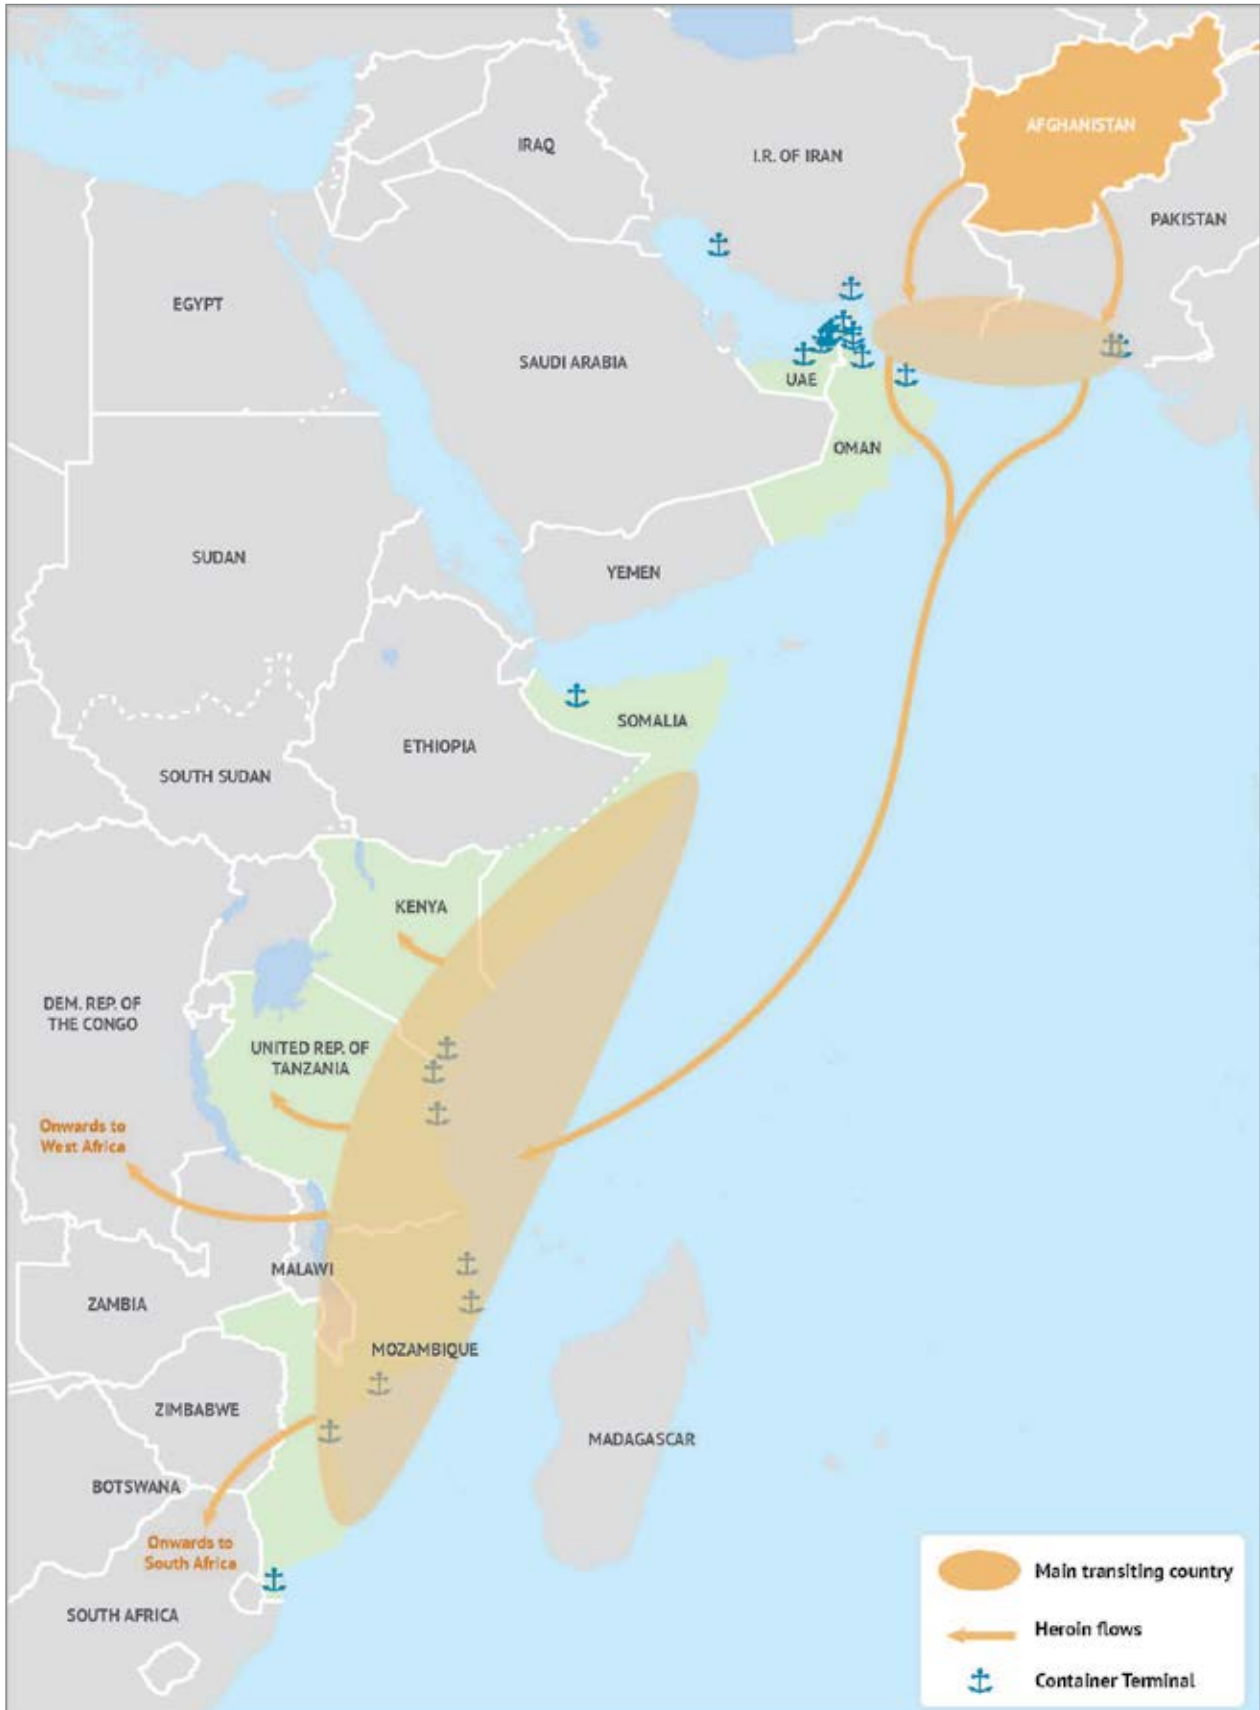 AFGHANISTAN
IRAQ
I.R. OF IRAN
PAKISTAN
EGYPT
SAUDI ARABIA
UAE
OMAN
SUDAN
YEMEN
SOMALIA
ETHIOPIA
SOUTH SUDAN
KENYA
DEM. REP. OF
THE CONGO
UNITED REP. OF
TANZANIA
Onwards to
West Africa
MALAWI
ZAMBIA
MOZAMBIQUE
ZIMBABWE
MADAGASCAR
BOTSWANA
Onwards to
South Africa
SOUTH AFRICA
Main transiting country
Heroin flows
Container Terminal